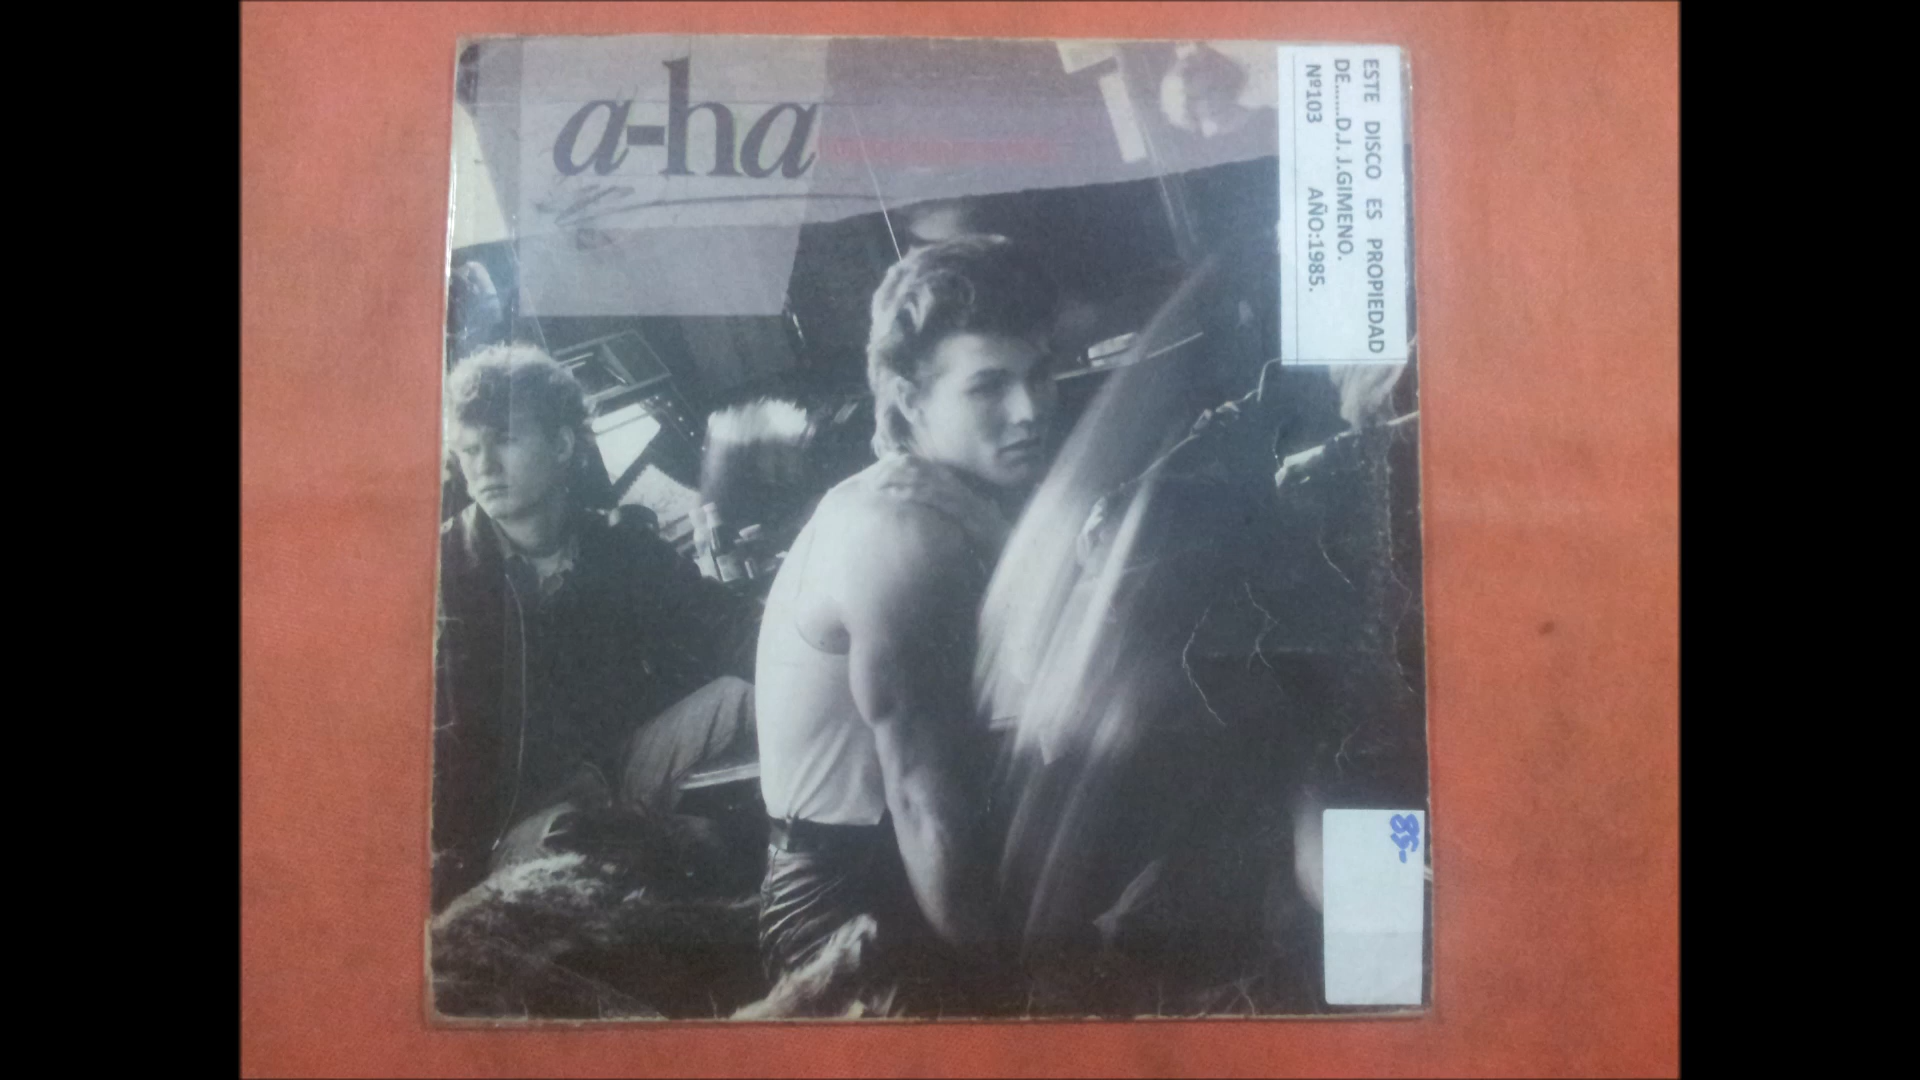 a-ha
ESTE DISCO ES PROPIEDAD
DE.......D.J. J.GIMENO.
Nº103 AÑO:1985.
85-